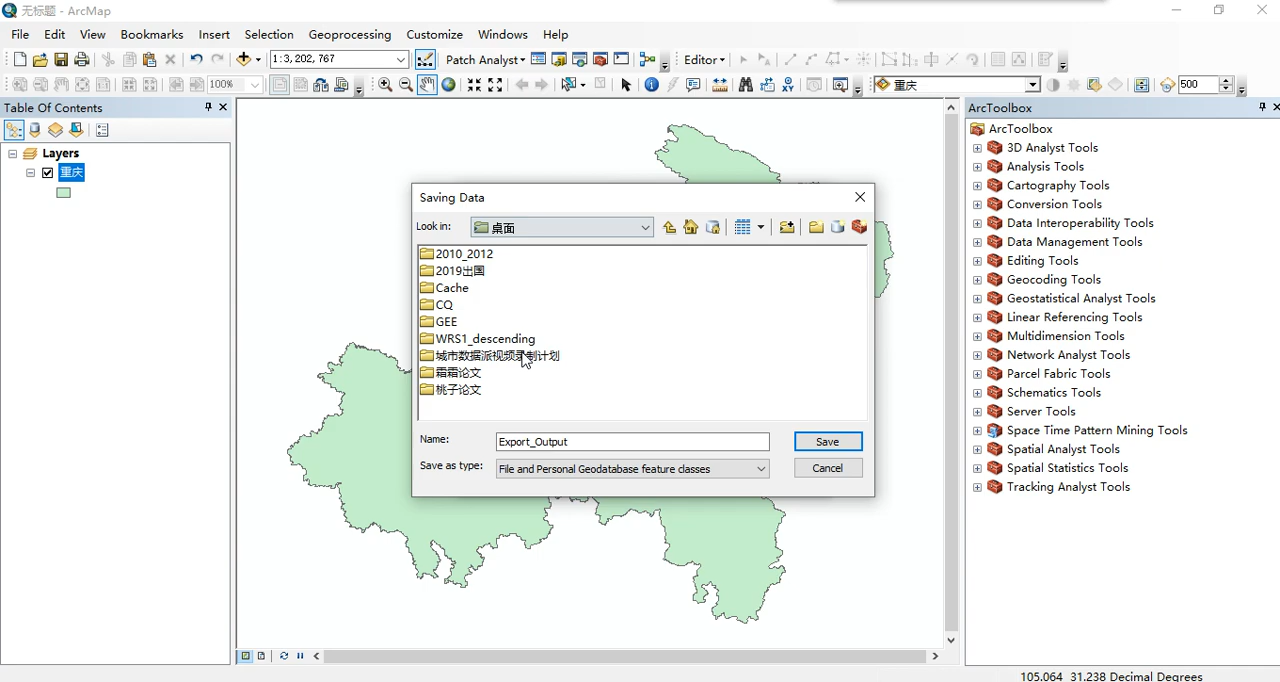 无标题 - ArcMap
File Edit View Bookmarks Insert Selection Geoprocessing Customize Windows Help
1:3,202,767 Patch Analyst Editor
100% 重庆 500
Table Of Contents
Layers
重庆
Saving Data
Look in: 桌面
2010_2012
2019出国
Cache
CQ
GEE
WRS1_descending
城市数据派视频录制计划
霜霜论文
桃子论文
Name: Export_Output Save
Save as type: File and Personal Geodatabase feature classes Cancel
ArcToolbox
ArcToolbox
3D Analyst Tools
Analysis Tools
Cartography Tools
Conversion Tools
Data Interoperability Tools
Data Management Tools
Editing Tools
Geocoding Tools
Geostatistical Analyst Tools
Linear Referencing Tools
Multidimension Tools
Network Analyst Tools
Parcel Fabric Tools
Schematics Tools
Server Tools
Space Time Pattern Mining Tools
Spatial Analyst Tools
Spatial Statistics Tools
Tracking Analyst Tools
105.064 31.238 Decimal Degrees